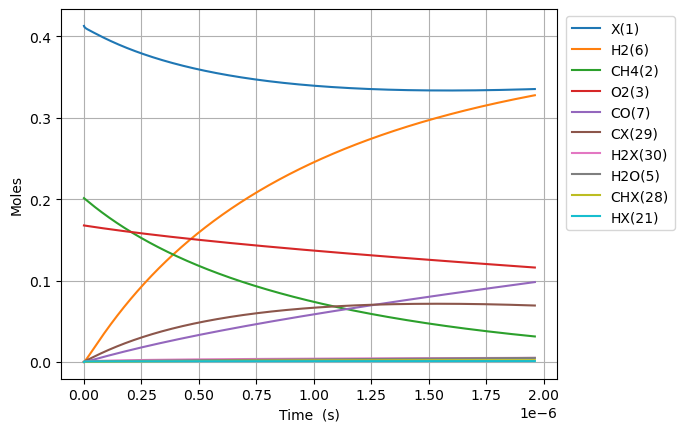 0.4
0.3
0.2
0.1
0.0
Moles
0.00 0.25 0.50 0.75 1.00 1.25 1.50 1.75 2.00
Time (s)
1e-6
X(1)
H2(6)
CH4(2)
O2(3)
CO(7)
CX(29)
H2X(30)
H2O(5)
CHX(28)
HX(21)